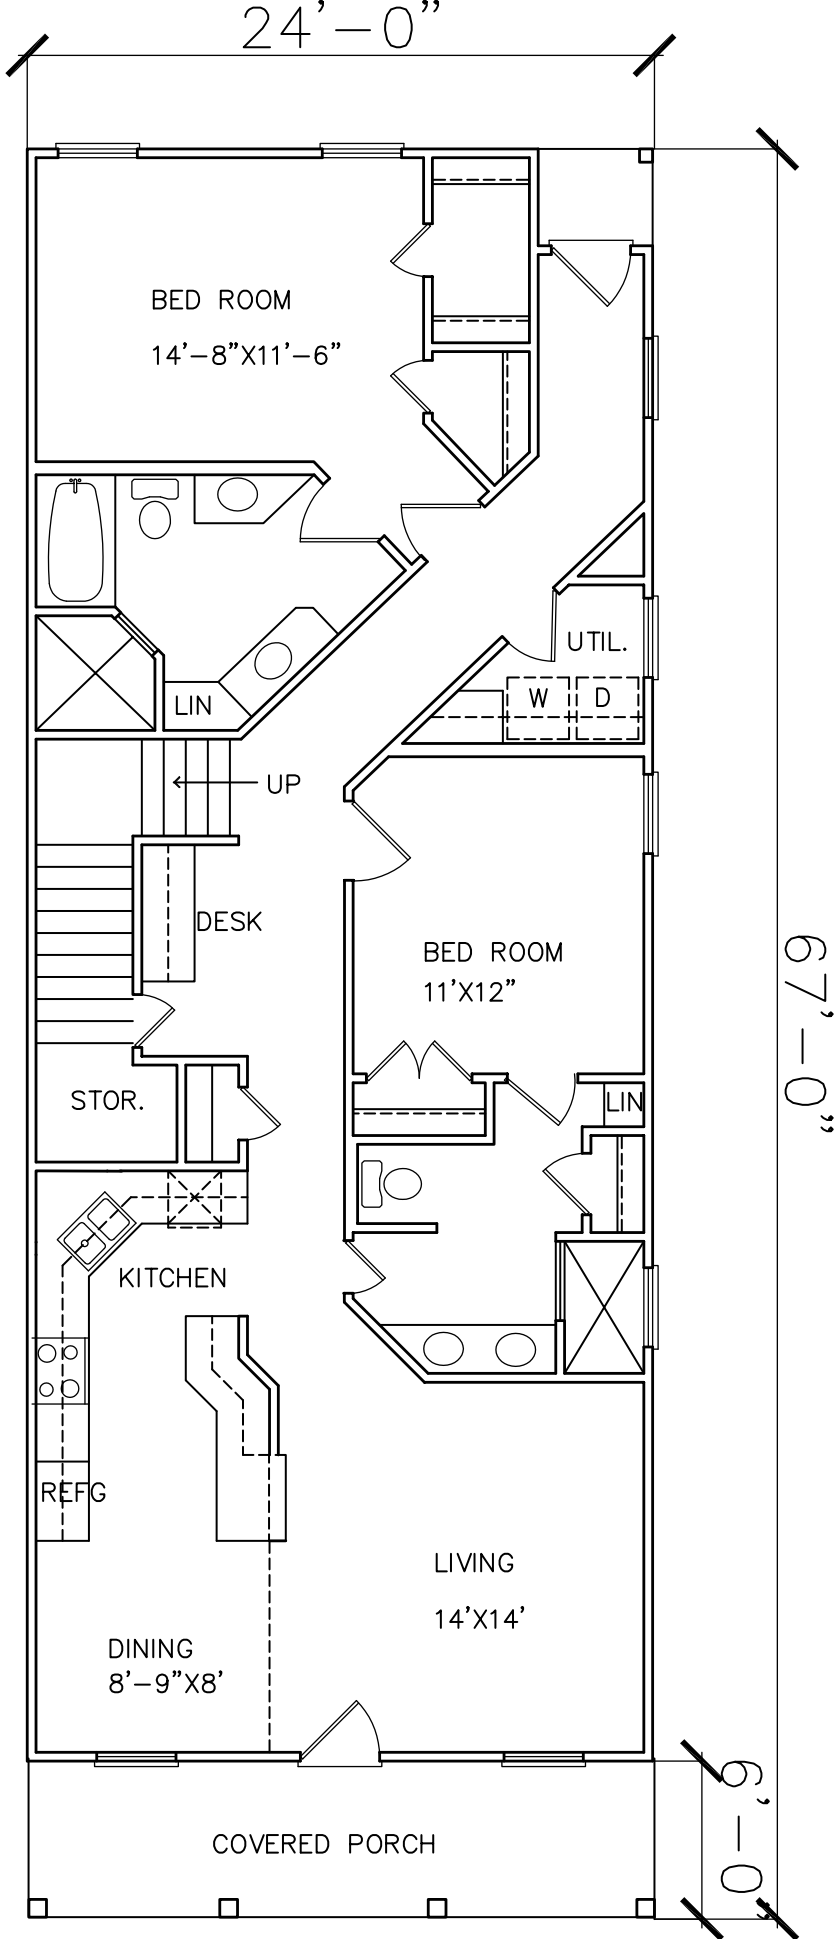 24'-0"
BED ROOM
14'-8"X11'-6"
UTIL.
W
D
LIN
UP
DESK
BED ROOM
11'X12"
67'-0"
STOR.
LIN
KITCHEN
REFG
LIVING
14'X14'
DINING
8'-9"X8'
6'-0"
COVERED PORCH